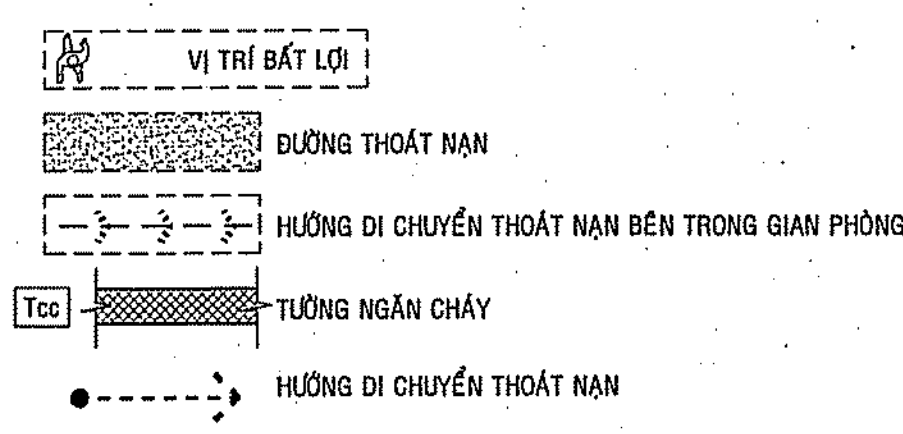 VỊ TRÍ BẤT LỢI
ĐƯỜNG THOÁT NẠN
HƯỚNG DI CHUYỂN THOÁT NẠN BÊN TRONG GIAN PHÒNG
Tcc TƯỜNG NGĂN CHÁY
HƯỚNG DI CHUYỂN THOÁT NẠN